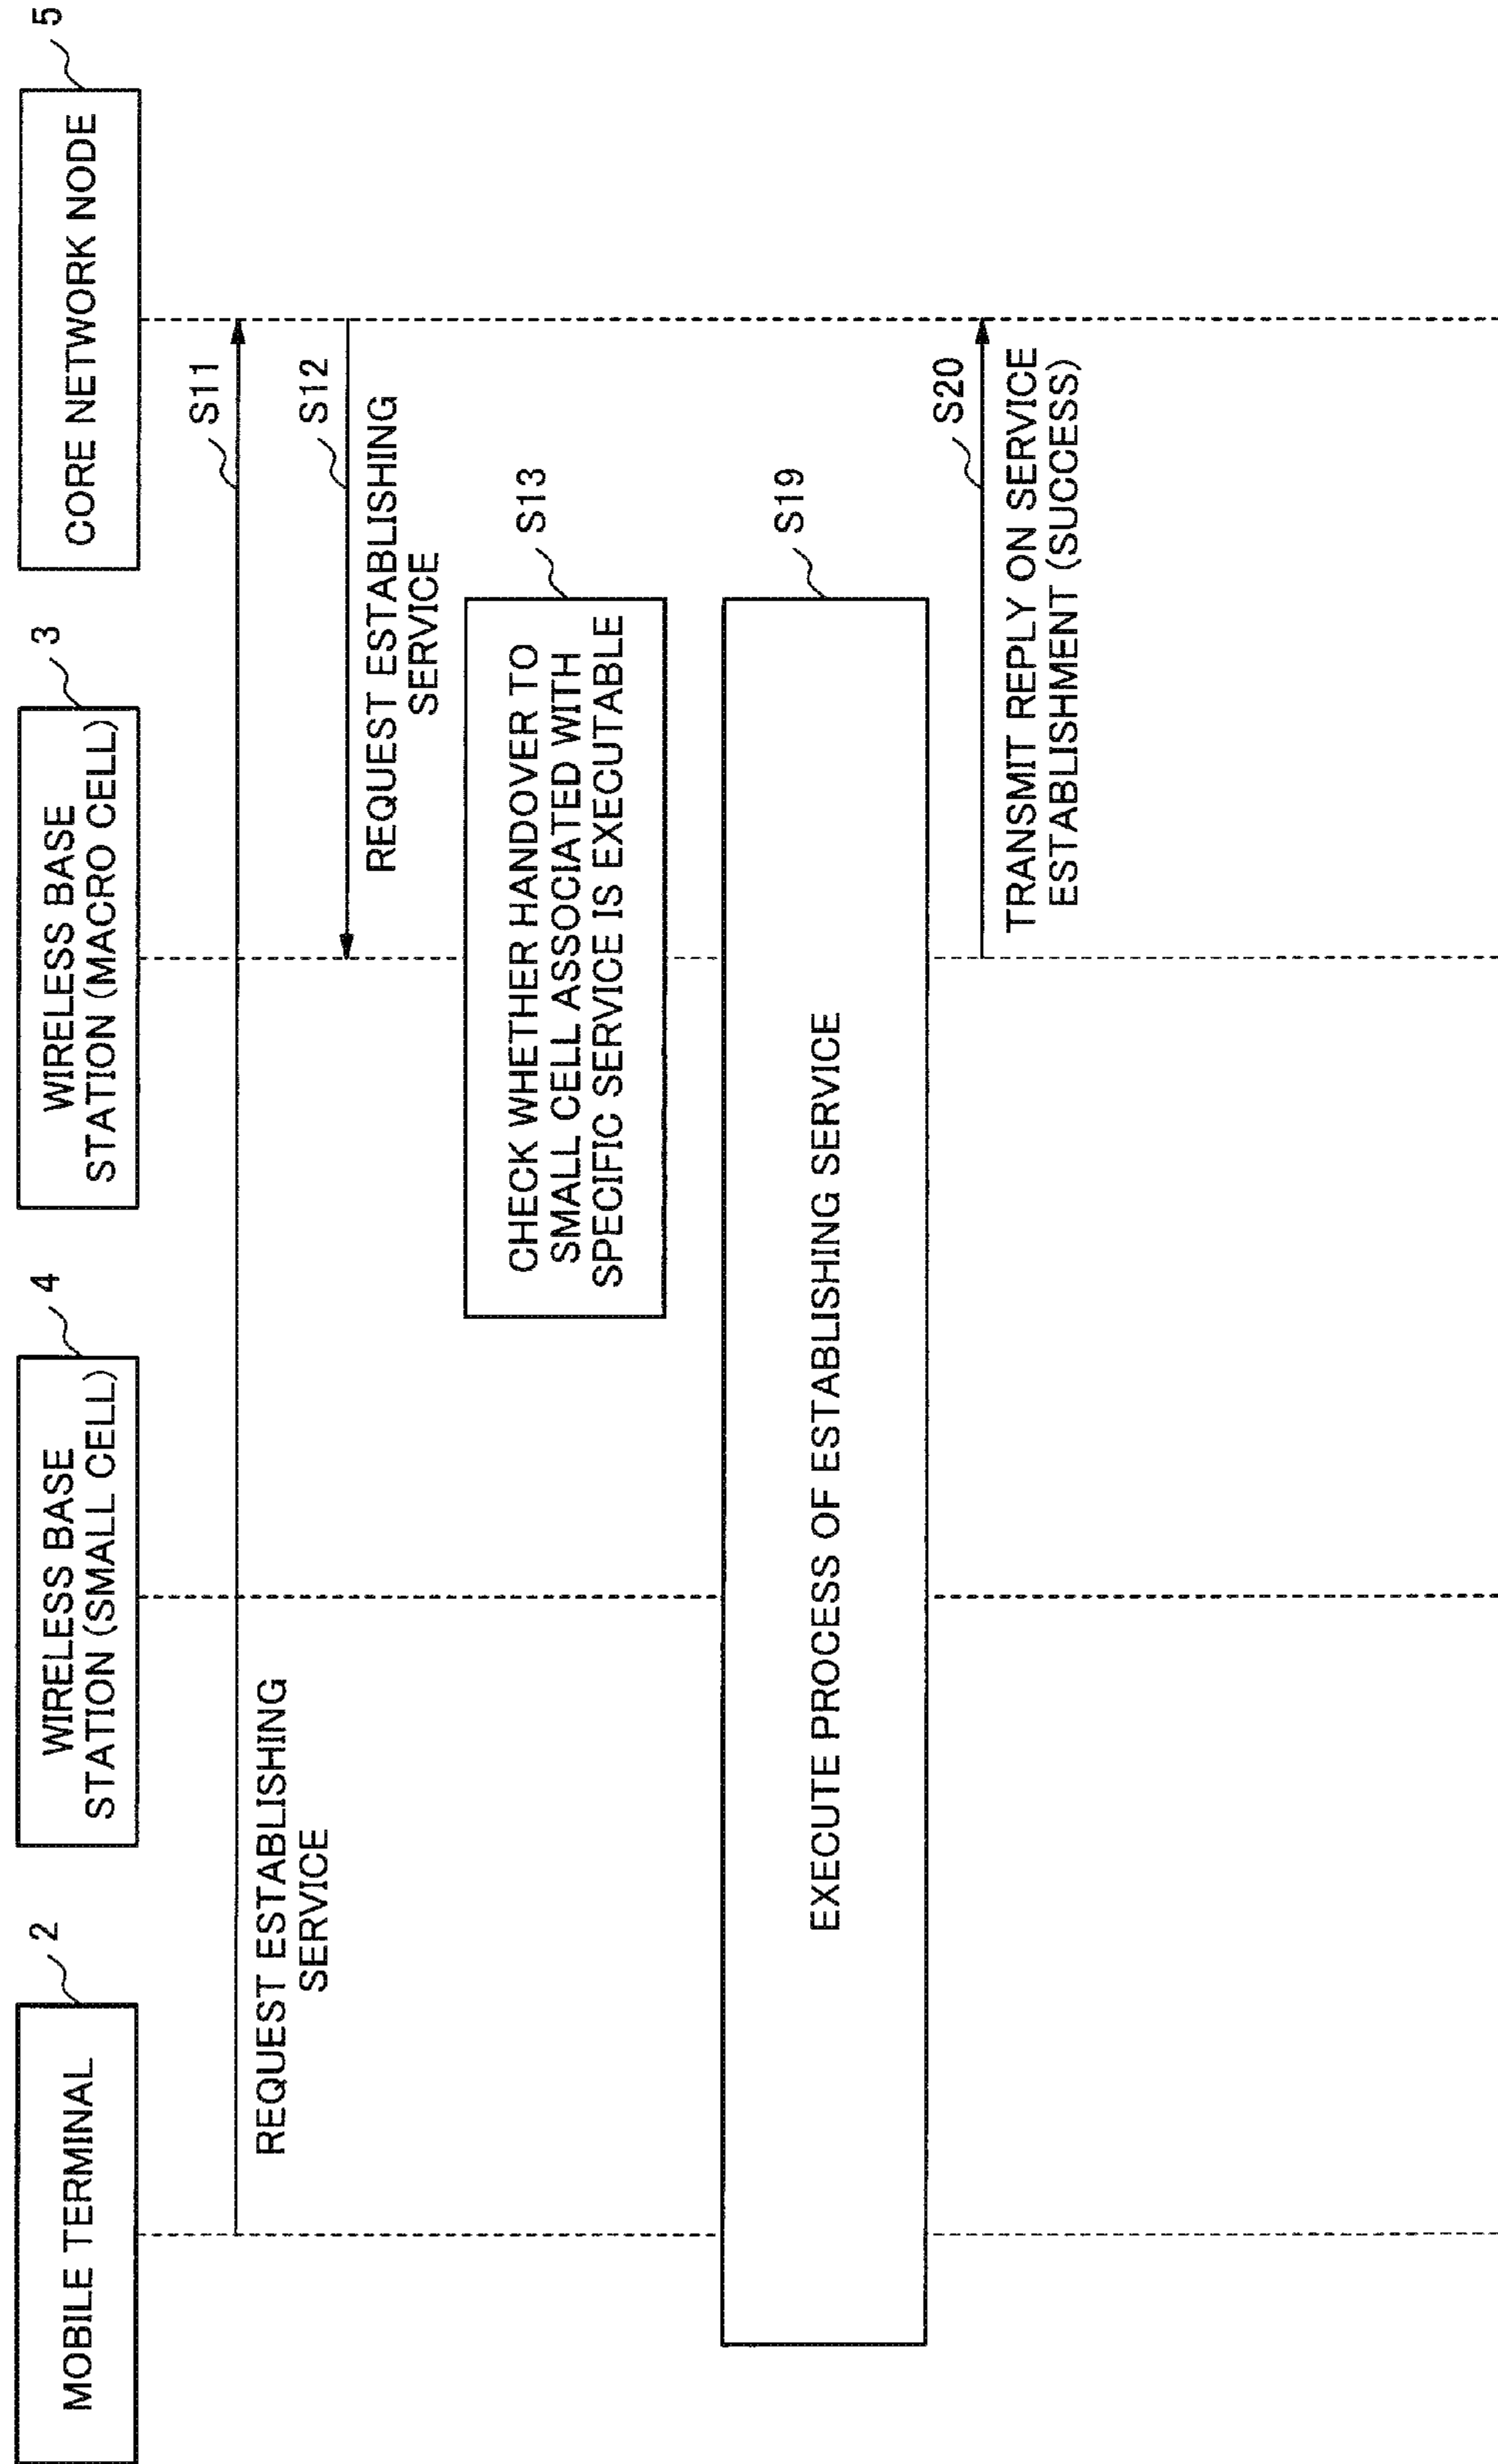 MOBILE TERMINAL
2
WIRELESS BASE
STATION (SMALL CELL)
4
WIRELESS BASE
STATION (MACRO CELL)
3
CORE NETWORK NODE
5
S11
REQUEST ESTABLISHING
SERVICE
S12
REQUEST ESTABLISHING
SERVICE
S13
CHECK WHETHER HANDOVER TO
SMALL CELL ASSOCIATED WITH
SPECIFIC SERVICE IS EXECUTABLE
S19
EXECUTE PROCESS OF ESTABLISHING SERVICE
S20
TRANSMIT REPLY ON SERVICE
ESTABLISHMENT (SUCCESS)